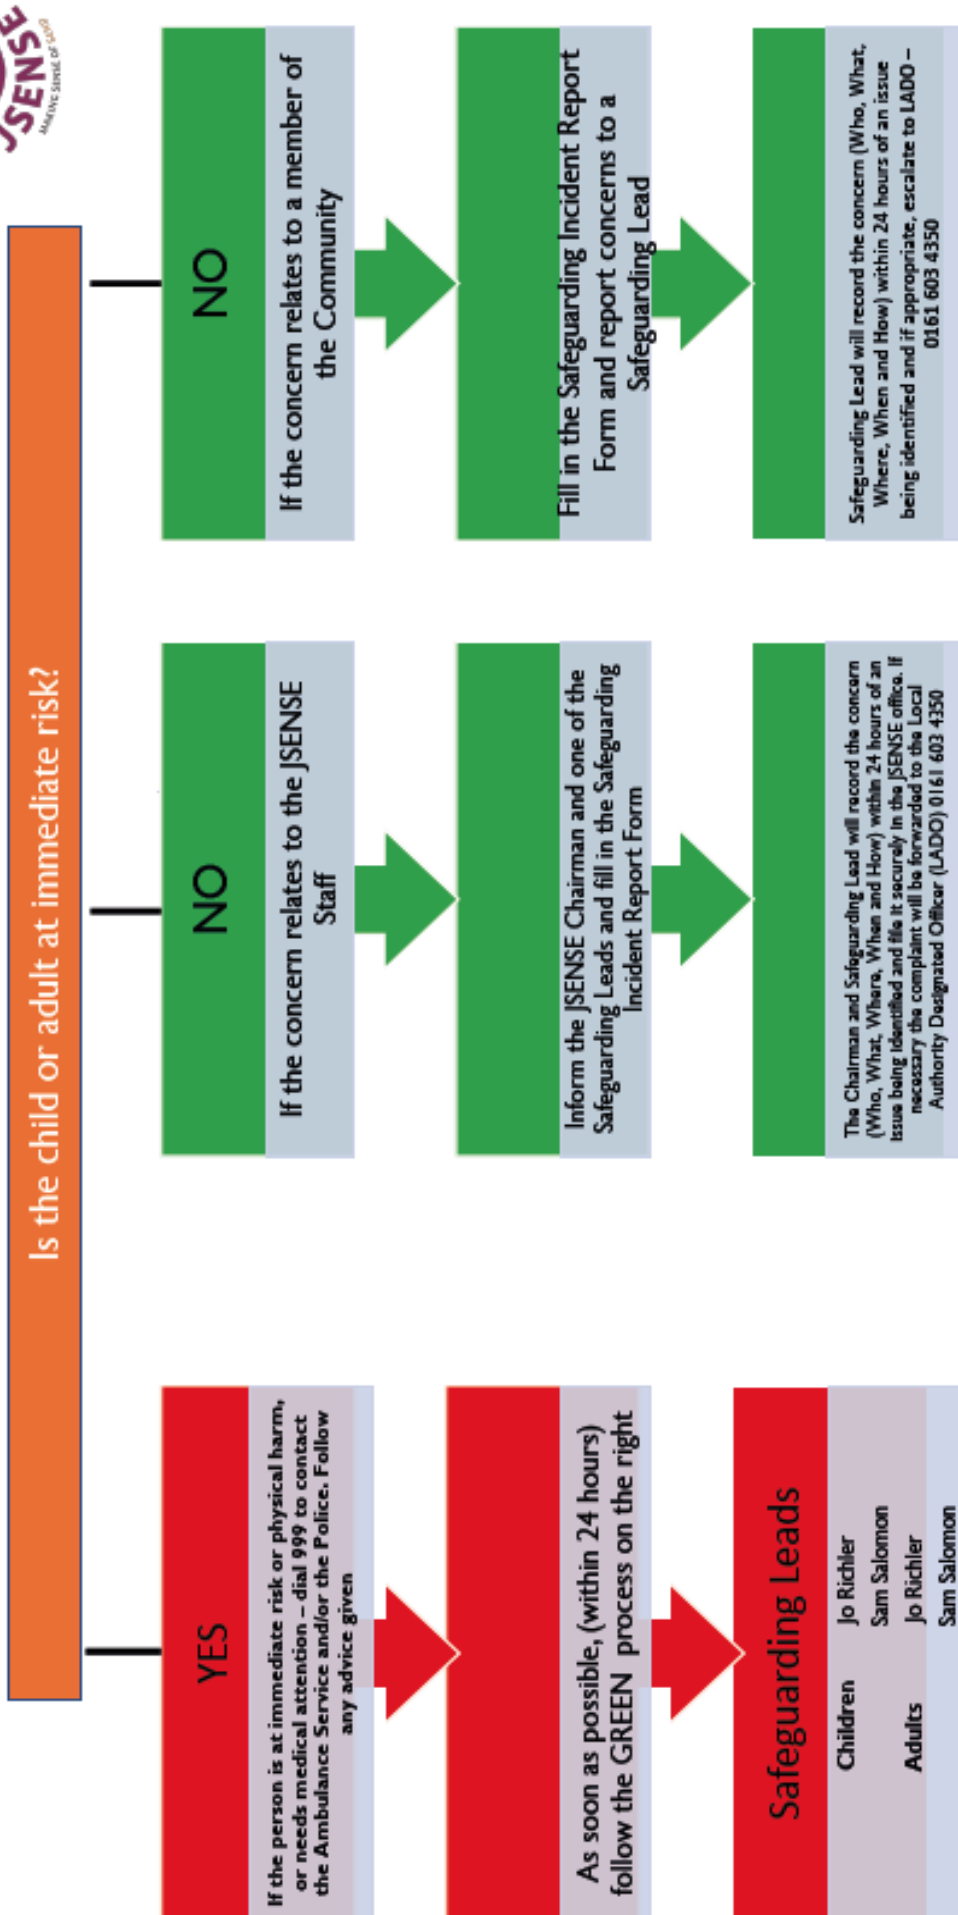 JSENSE
MAKING SENSE OF SEND
Is the child or adult at immediate risk?
YES
If the person is at immediate risk or physical harm,
or needs medical attention – dial 999 to contact
the Ambulance Service and/or the Police. Follow
any advice given
As soon as possible, (within 24 hours)
follow the GREEN process on the right
Safeguarding Leads
Children Jo Richler
Sam Salomon
Adults Jo Richler
Sam Salomon
NO
If the concern relates to the JSENSE
Staff
Inform the JSENSE Chairman and one of the
Safeguarding Leads and fill in the Safeguarding
Incident Report Form
The Chairman and Safeguarding Lead will record the concern
(Who, What, Where, When and How) within 24 hours of an
issue being identified and file it securely in the JSENSE office. If
necessary the complaint will be forwarded to the Local
Authority Designated Officer (LADO) 0161 603 4350
NO
If the concern relates to a member of
the Community
Fill in the Safeguarding Incident Report
Form and report concerns to a
Safeguarding Lead
Safeguarding Lead will record the concern (Who, What,
Where, When and How) within 24 hours of an issue
being identified and if appropriate, escalate to LADO –
0161 603 4350